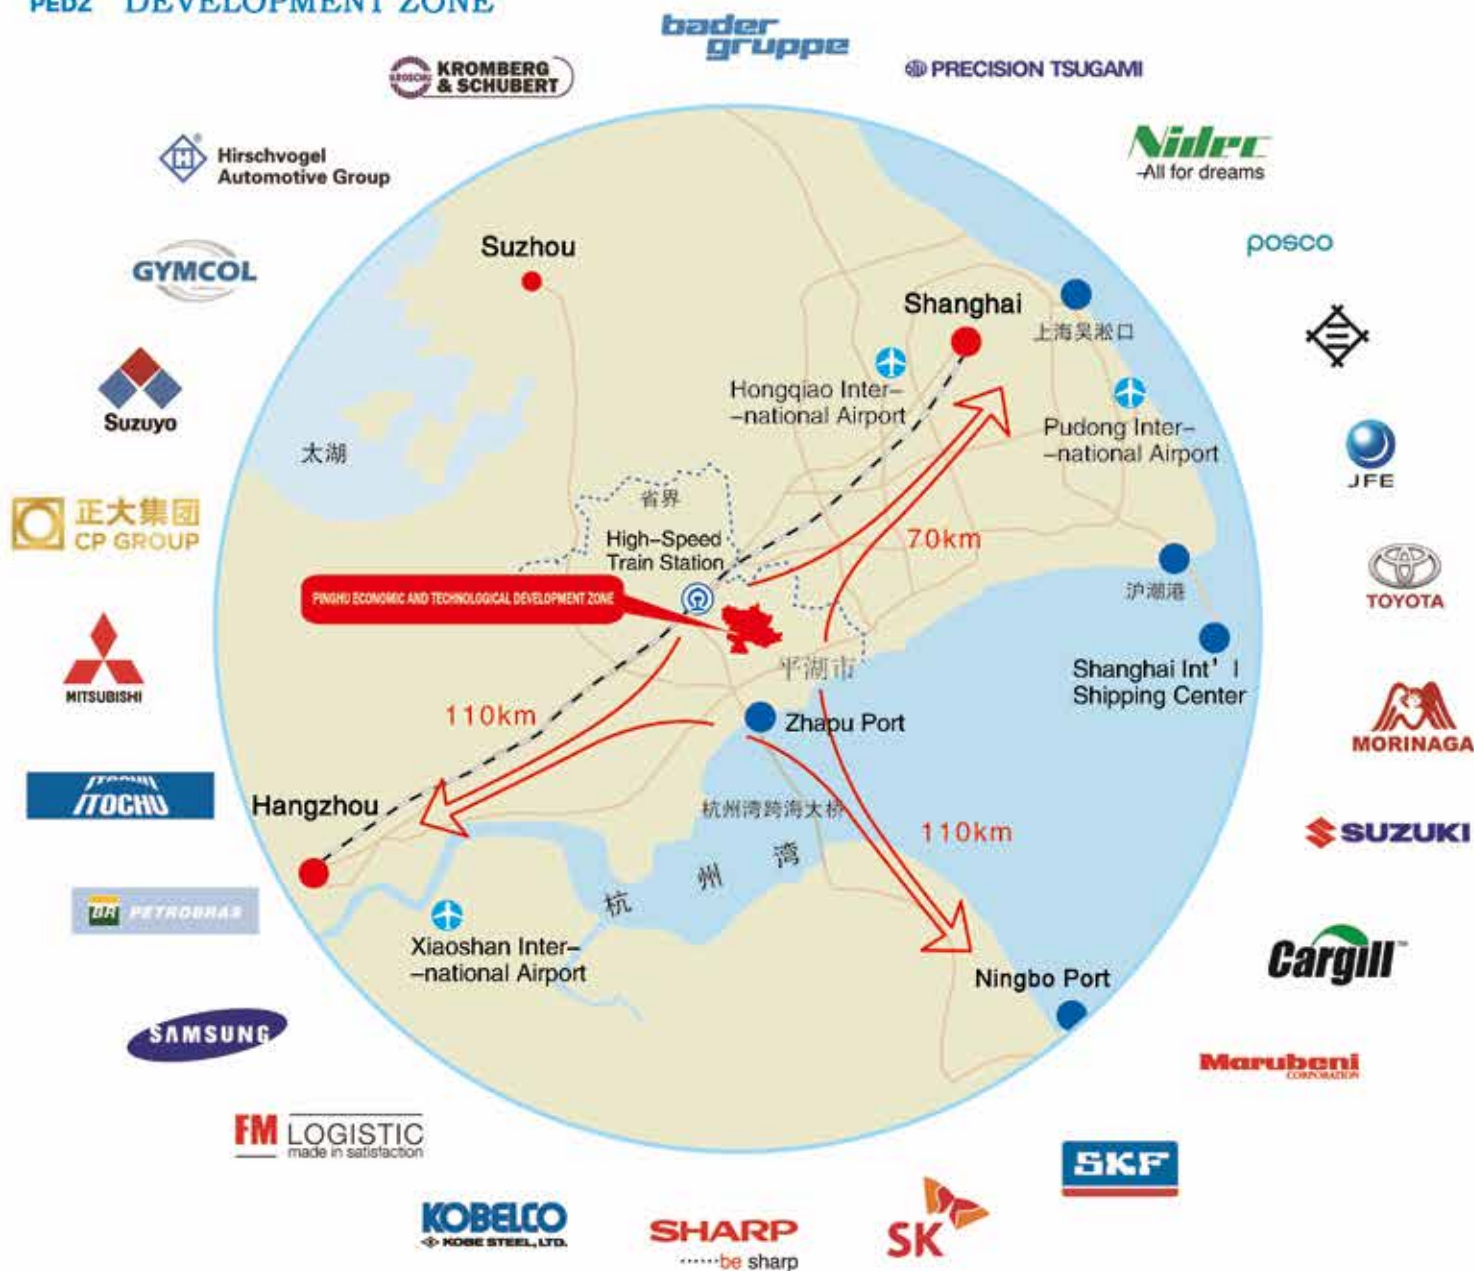 PEDZ DEVELOPMENT ZONE
bader
gruppe
KROSCHU KROMBERG
& SCHUBERT
PRECISION TSUGAMI
H Hirschvogel
Automotive Group
Nidec
-All for dreams
GYMCOL
posco
Suzuyo
JFE
正大集团
CP GROUP
TOYOTA
MITSUBISHI
MORINAGA
ITOCHU
ITOCHU
SUZUKI
BR PETROBRAS
Cargill™
SAMSUNG
Marubeni
CORPORATION
FM LOGISTIC
made in satisfaction
SKF
KOBELCO
KOBE STEEL, LTD.
SHARP
······be sharp
SK
Suzhou
Shanghai
上海吴淞口
Hongqiao Inter–
–national Airport
Pudong Inter–
–national Airport
太湖
省界
High–Speed
Train Station
70km
PINGHU ECONOMIC AND TECHNOLOGICAL DEVELOPMENT ZONE
沪潮港
平湖市
Shanghai Int' l
Shipping Center
110km
Zhapu Port
Hangzhou
杭州湾跨海大桥
110km
杭 州 湾
Xiaoshan Inter–
–national Airport
Ningbo Port